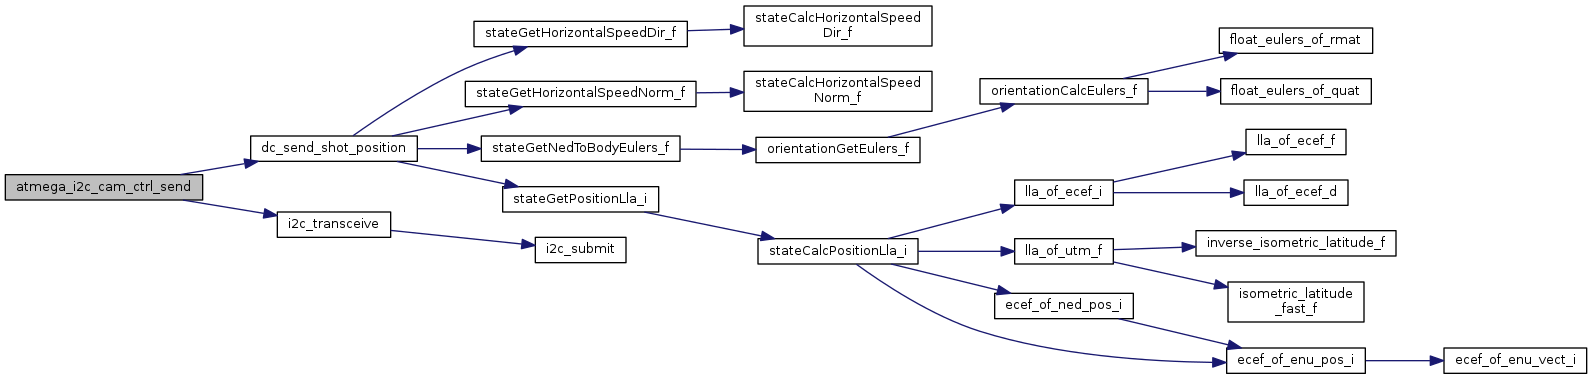 atmega_i2c_cam_ctrl_send
dc_send_shot_position
i2c_transceive
stateGetHorizontalSpeedDir_f
stateGetHorizontalSpeedNorm_f
stateGetNedToBodyEulers_f
stateGetPositionLla_i
i2c_submit
stateCalcHorizontalSpeed
Dir_f
stateCalcHorizontalSpeed
Norm_f
orientationGetEulers_f
stateCalcPositionLla_i
orientationCalcEulers_f
lla_of_ecef_i
lla_of_utm_f
ecef_of_ned_pos_i
float_eulers_of_rmat
float_eulers_of_quat
lla_of_ecef_f
lla_of_ecef_d
inverse_isometric_latitude_f
isometric_latitude
_fast_f
ecef_of_enu_pos_i
ecef_of_enu_vect_i